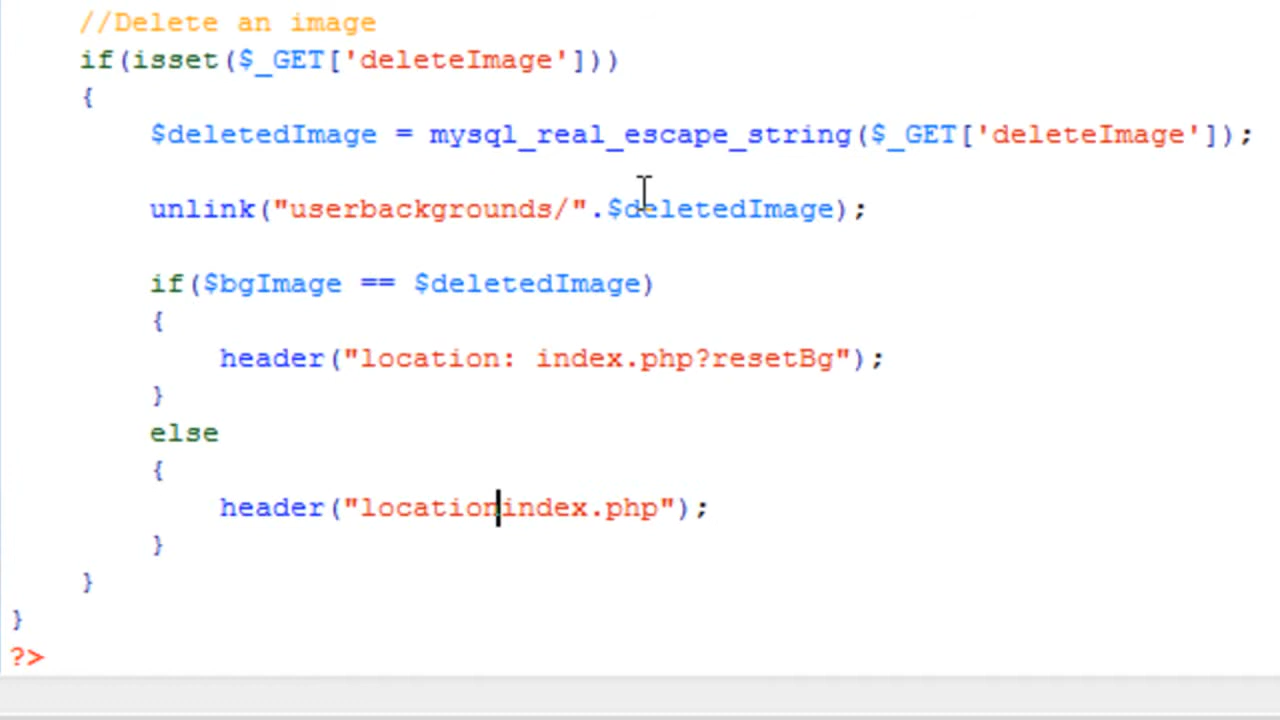 //Delete an image
if(isset($_GET['deleteImage']))
{
$deletedImage = mysql_real_escape_string($_GET['deleteImage']);
unlink("userbackgrounds/".$deletedImage);
if($bgImage == $deletedImage)
{
header("location: index.php?resetBg");
}
else
{
header("locationindex.php");
}
}
}
?>